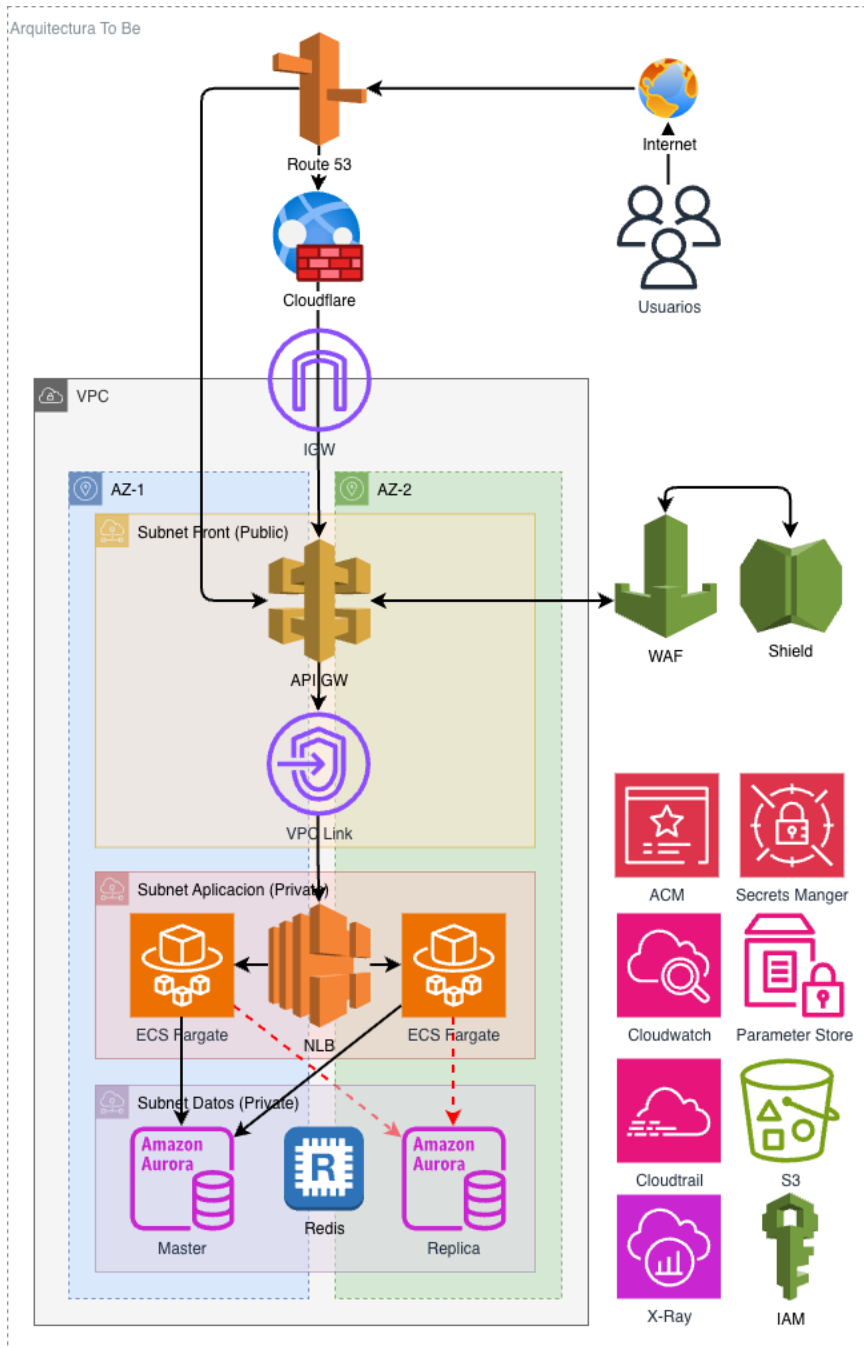 Arquitectura To Be
Route 53
Internet
Cloudflare
Usuarios
VPC
IGW
AZ-1
AZ-2
Subnet Front (Public)
API GW
WAF
Shield
VPC Link
ACM
Secrets Manger
Subnet Aplicacion (Private)
ECS Fargate
NLB
ECS Fargate
Cloudwatch
Parameter Store
Subnet Datos (Private)
Amazon
Aurora
Master
R
Redis
Amazon
Aurora
Replica
Cloudtrail
S3
X-Ray
IAM